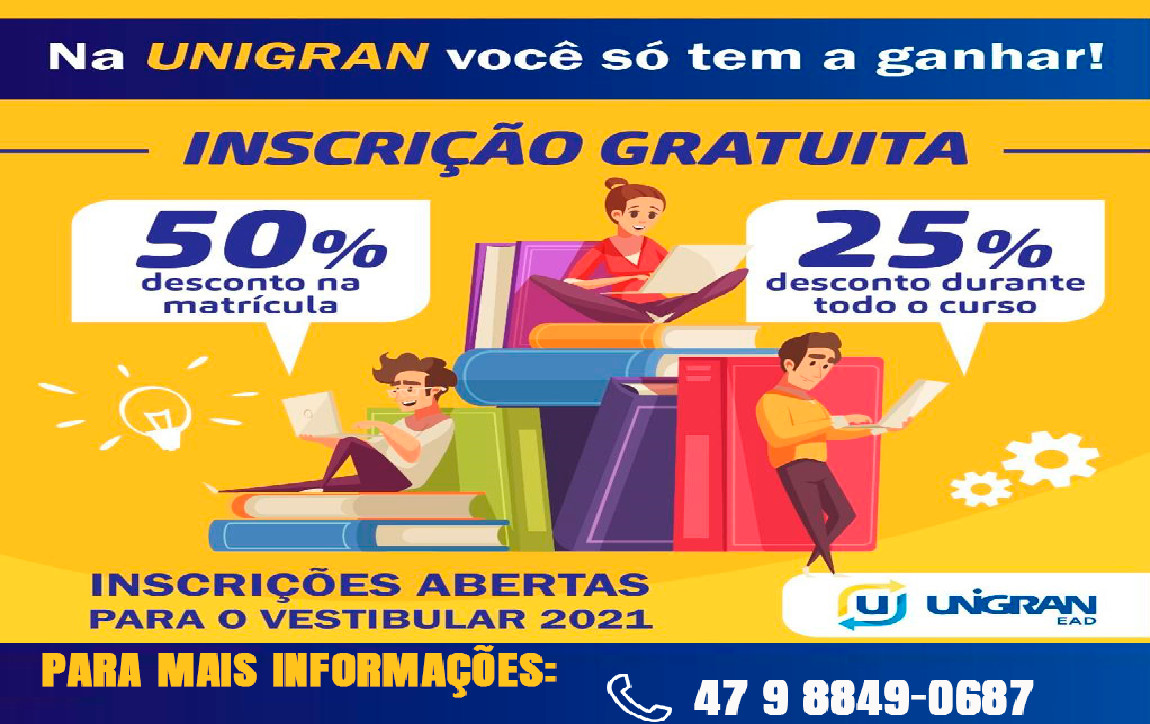 Na UNIGRAN você só tem a ganhar!
INSCRIÇÃO GRATUITA
50%
desconto na
matrícula
25%
desconto durante
todo o curso
INSCRIÇÕES ABERTAS
PARA O VESTIBULAR 2021
U UNIGRAN
EAD
PARA MAIS INFORMAÇÕES:
47 9 8849-0687